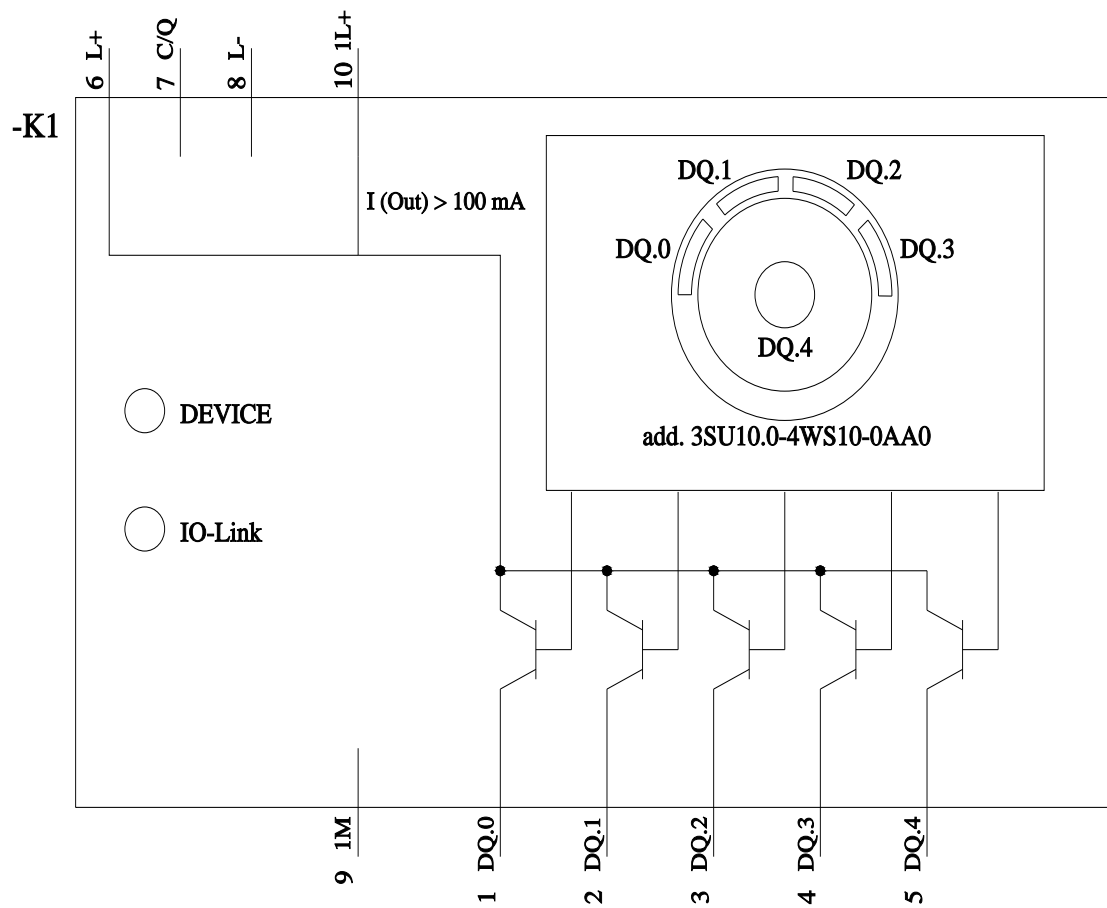 6 L+
7 C/Q
8 L-
10 1L+
-K1
I (Out) > 100 mA
DQ.1
DQ.2
DQ.0
DQ.3
DQ.4
add. 3SU10.0-4WS10-0AA0
DEVICE
IO-Link
9 1M
1 DQ.0
2 DQ.1
3 DQ.2
4 DQ.3
5 DQ.4